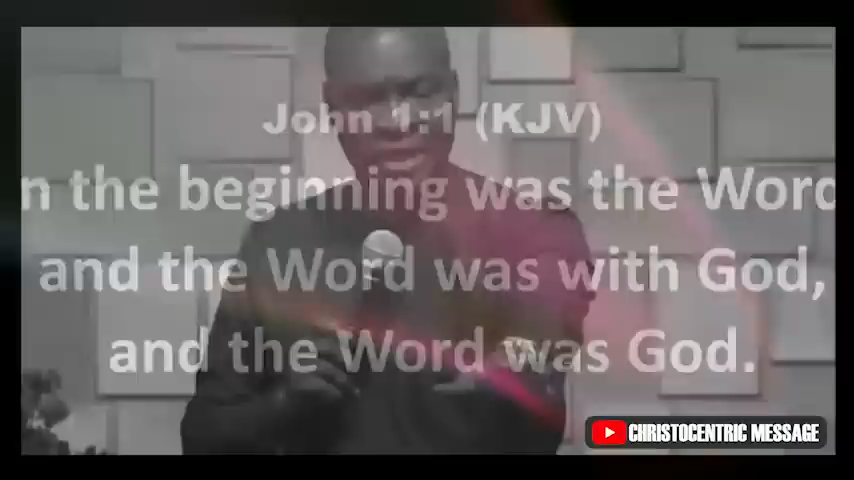 John 1:1 (KJV)
n the beginning was the Word
and the Word was with God,
and the Word was God.
CHRISTOCENTRIC MESSAGE